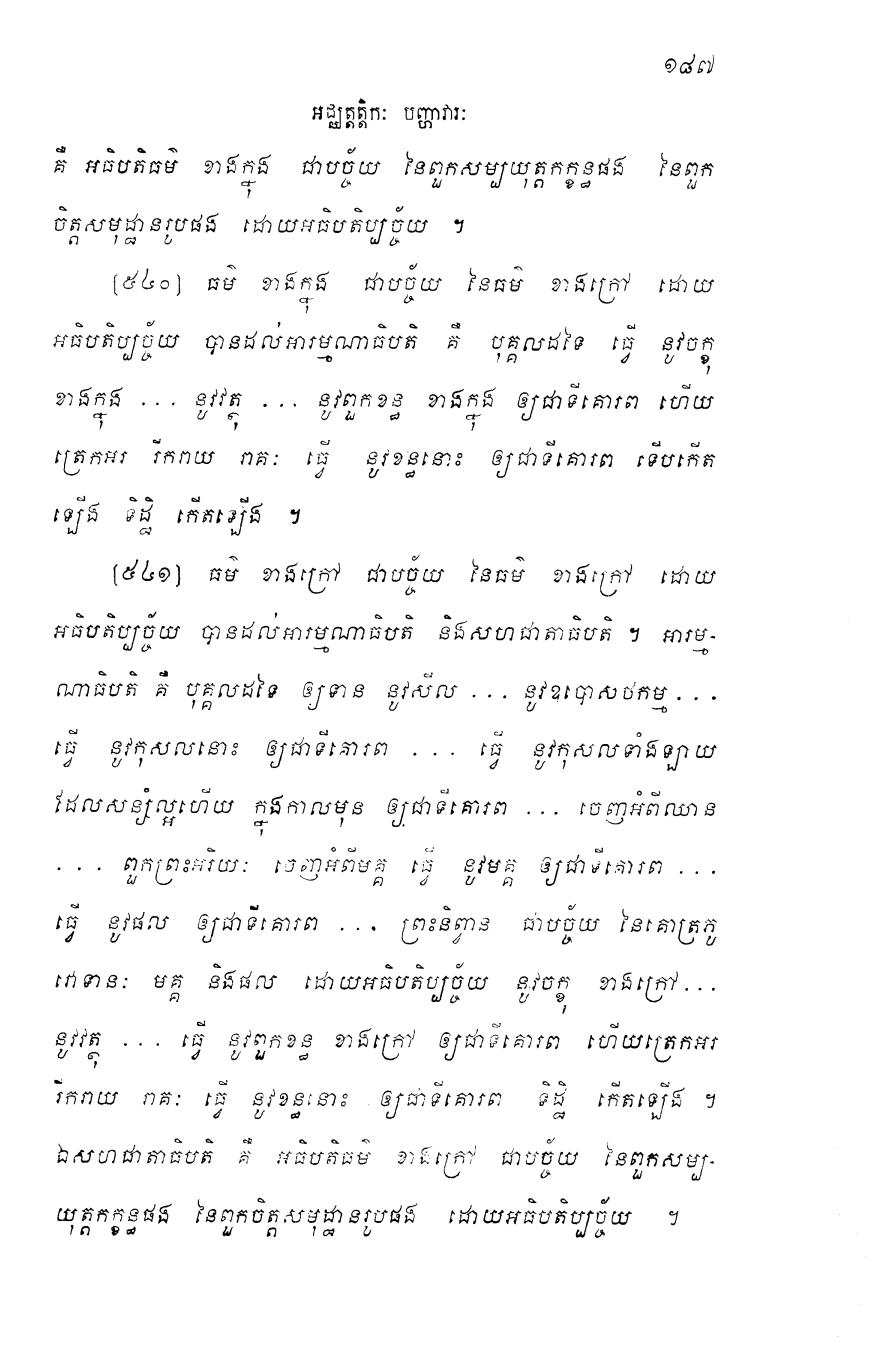 ១៨៧
អជ្ឈត្តត្តិកៈ បញ្ហាវារៈ
គឺ អធិបតិធម៌ ខាងក្នុង ជាបច្ច័យ នៃពួកសម្បយុត្តកក្ខន្ធផង នៃពួក
ចិត្តសមុដ្ឋានរូបផង ដោយអធិបតិប្បច្ច័យ ។
[៥៤០] ធម៌ ខាងក្នុង ជាបច្ច័យ នៃធម៌ ខាងក្រៅ ដោយ
អធិបតិប្បច្ច័យ បានដល់អារម្មណាធិបតិ គឺ បុគ្គលដទៃ ធ្វើ នូវចក្ខុ
ខាងក្នុង ... នូវវត្ថុ ... នូវពួកខន្ធ ខាងក្នុង ឲ្យជាទីគោរព ហើយ
ត្រេកអរ រីករាយ រាគៈ ធ្វើ នូវខន្ធនោះ ឲ្យជាទីគោរព ទើបកើត
ឡើង ទិដ្ឋិ កើតឡើង ។
[៥៤១] ធម៌ ខាងក្រៅ ជាបច្ច័យ នៃធម៌ ខាងក្រៅ ដោយ
អធិបតិប្បច្ច័យ បានដល់អារម្មណាធិបតិ និងសហជាតាធិបតិ ។ អារម្ម-
ណាធិបតិ គឺ បុគ្គលដទៃ ឲ្យទាន នូវសីល ... នូវឧបោសថកម្ម ...
ធ្វើ នូវកុសលនោះ ឲ្យជាទីគោរព ... ធ្វើ នូវកុសលទាំងឡាយ
ដែលសន្សំល្អហើយ ក្នុងកាលមុន ឲ្យជាទីគោរព ... ចេញអំពីឈាន
... ពួកព្រះអរិយៈ ចេញអំពីមគ្គ ធ្វើ នូវមគ្គ ឲ្យជាទីគោរព ...
ធ្វើ នូវផល ឲ្យជាទីគោរព ... ព្រះនិព្វាន ជាបច្ច័យ នៃគោត្រភូ
វោទានៈ មគ្គ និងផល ដោយអធិបតិប្បច្ច័យ នូវចក្ខុ ខាងក្រៅ ...
នូវវត្ថុ ... ធ្វើ នូវពួកខន្ធ ខាងក្រៅ ឲ្យជាទីគោរព ហើយត្រេកអរ
រីករាយ រាគៈ ធ្វើ នូវខន្ធនោះ ឲ្យជាទីគោរព ទិដ្ឋិ កើតឡើង ។
ឯសហជាតាធិបតិ គឺ អធិបតិធម៌ ខាងក្រៅ ជាបច្ច័យ នៃពួកសម្ប-
យុត្តកក្ខន្ធផង នៃពួកចិត្តសមុដ្ឋានរូបផង ដោយអធិបតិប្បច្ច័យ ។